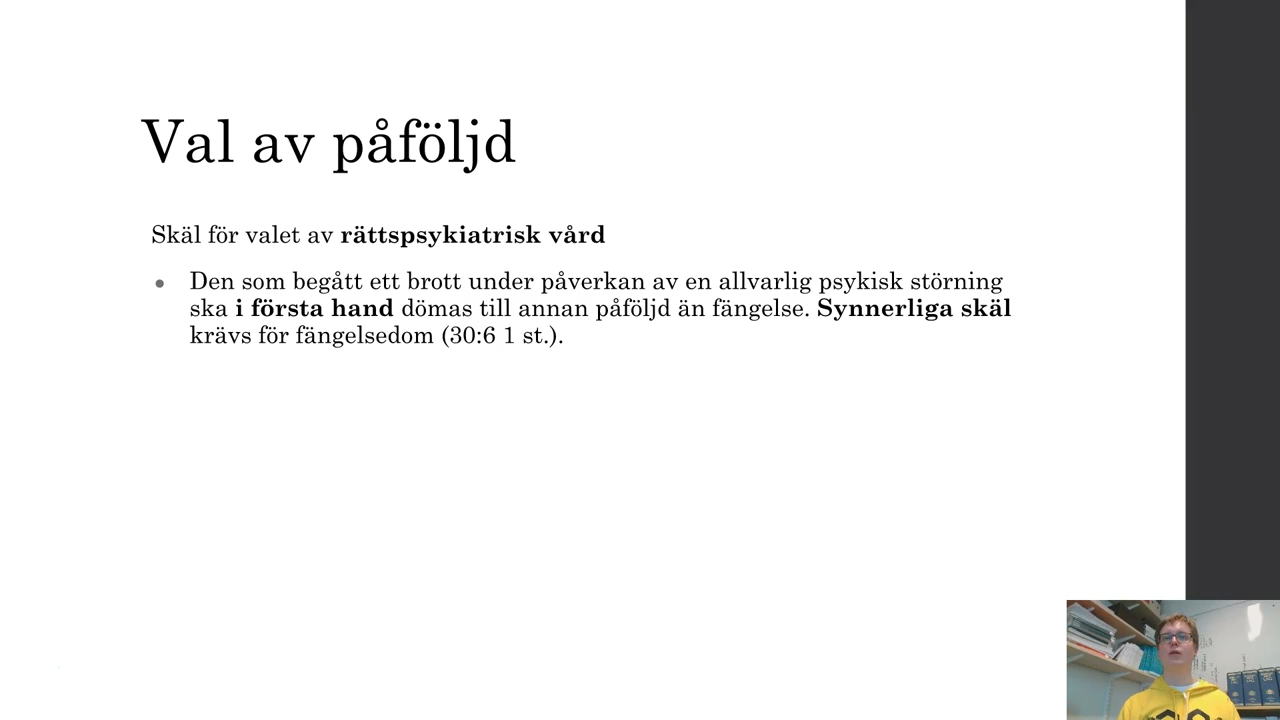 Val av påföljd
Skäl för valet av rättspsykiatrisk vård
Den som begått ett brott under påverkan av en allvarlig psykisk störning
ska i första hand dömas till annan påföljd än fängelse. Synnerliga skäl
krävs för fängelsedom (30:6 1 st.).